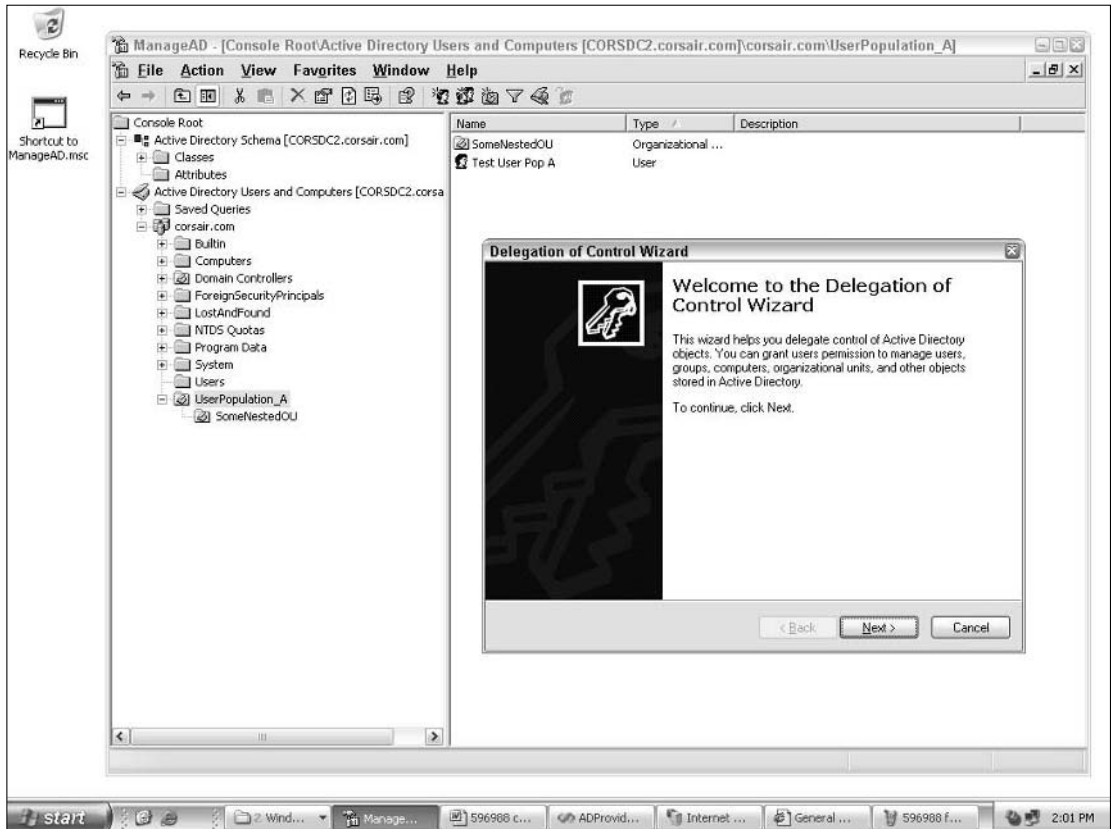 Recycle Bin
Shortcut to
ManageAD.msc
ManageAD - [Console Root\Active Directory Users and Computers [CORSDC2.corsair.com]\corsair.com\UserPopulation_A]
File Action View Favorites Window Help
Console Root
Active Directory Schema [CORSDC2.corsair.com]
Classes
Attributes
Active Directory Users and Computers [CORSDC2.corsa
Saved Queries
corsair.com
Builtin
Computers
Domain Controllers
ForeignSecurityPrincipals
LostAndFound
NTDS Quotas
Program Data
System
Users
UserPopulation_A
SomeNestedOU
Name Type Description
SomeNestedOU Organizational ...
Test User Pop A User
Delegation of Control Wizard
Welcome to the Delegation of
Control Wizard
This wizard helps you delegate control of Active Directory
objects. You can grant users permission to manage users,
groups, computers, organizational units, and other objects
stored in Active Directory.
To continue, click Next.
< Back Next > Cancel
start 2 Wind... Manage... 596988 c... ADProvid... Internet ... General ... 596988 f... 2:01 PM